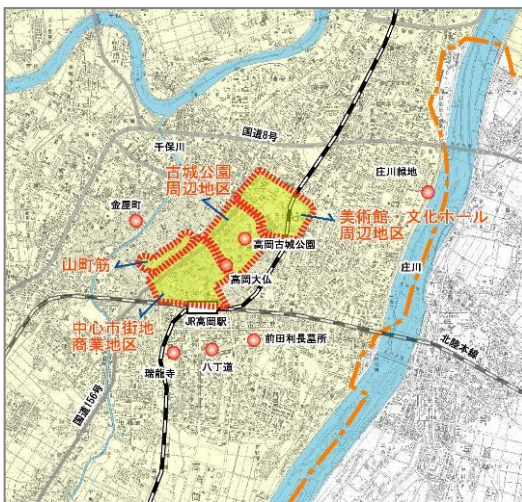 国道8号
千保川
古城公園
周辺地区
庄川緑地
金屋町
美術館・文化ホール
周辺地区
高岡古城公園
山町筋
高岡大仏
庄川
中心市街地
商業地区
JR高岡駅
前田利長墓所
北陸本線
瑞龍寺
八丁道
国道156号